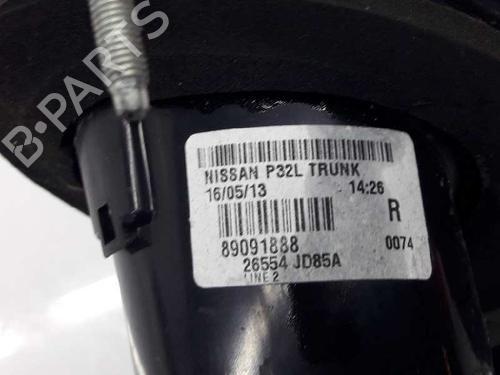 B-PARTS
NISSAN P32L TRUNK
16/05/13 14:26
R
89091888 0074
26554 JD85A
LINE 2